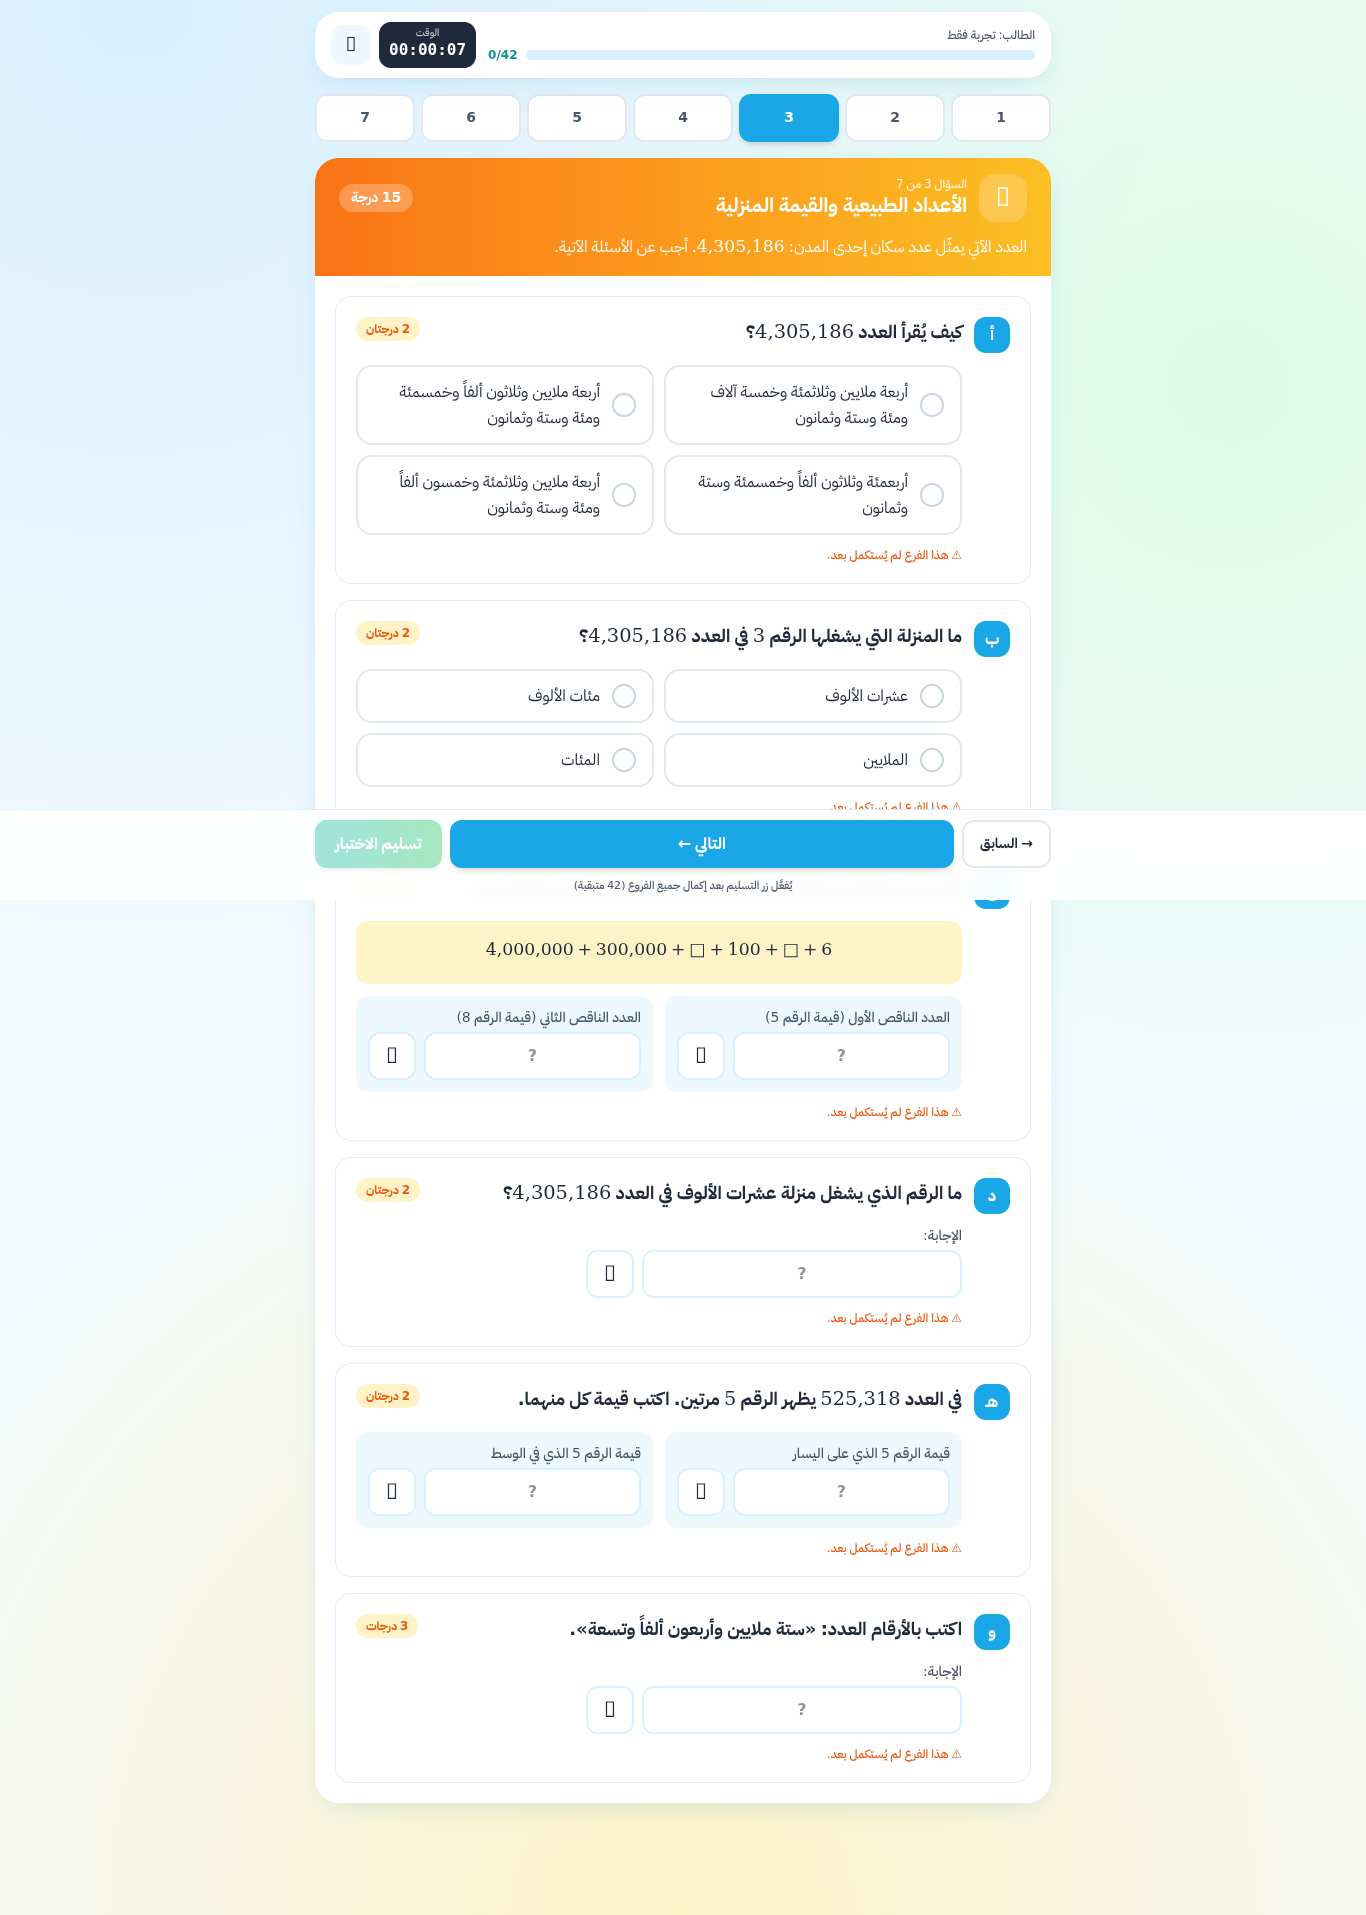 الطالب: تجربة فقط
0/42
الوقت
00:00:07
1
2
3
4
5
6
7
السؤال 3 من 7
الأعداد الطبيعية والقيمة المنزلية
15 درجة
العدد الآتي يمثّل عدد سكان إحدى المدن: 4,305,186. أجب عن الأسئلة الآتية.
أ
كيف يُقرأ العدد 4,305,186؟
2 درجتان
أربعة ملايين وثلاثمئة وخمسة آلاف
ومئة وستة وثمانون
أربعة ملايين وثلاثون ألفاً وخمسمئة
ومئة وستة وثمانون
أربعمئة وثلاثون ألفاً وخمسمئة وستة
وثمانون
أربعة ملايين وثلاثمئة وخمسون ألفاً
ومئة وستة وثمانون
⚠ هذا الفرع لم يُستكمل بعد.
ب
ما المنزلة التي يشغلها الرقم 3 في العدد 4,305,186؟
2 درجتان
عشرات الألوف
مئات الألوف
الملايين
المئات
⚠ هذا الفرع لم يُستكمل بعد.
→ السابق
التالي ←
تسليم الاختبار
يُفعَّل زر التسليم بعد إكمال جميع الفروع (42 متبقية)
4,000,000 + 300,000 + □ + 100 + □ + 6
العدد الناقص الأول (قيمة الرقم 5)
?
العدد الناقص الثاني (قيمة الرقم 8)
?
⚠ هذا الفرع لم يُستكمل بعد.
د
ما الرقم الذي يشغل منزلة عشرات الألوف في العدد 4,305,186؟
2 درجتان
الإجابة:
?
⚠ هذا الفرع لم يُستكمل بعد.
هـ
في العدد 525,318 يظهر الرقم 5 مرتين. اكتب قيمة كل منهما.
2 درجتان
قيمة الرقم 5 الذي على اليسار
?
قيمة الرقم 5 الذي في الوسط
?
⚠ هذا الفرع لم يُستكمل بعد.
و
اكتب بالأرقام العدد: «ستة ملايين وأربعون ألفاً وتسعة».
3 درجات
الإجابة:
?
⚠ هذا الفرع لم يُستكمل بعد.